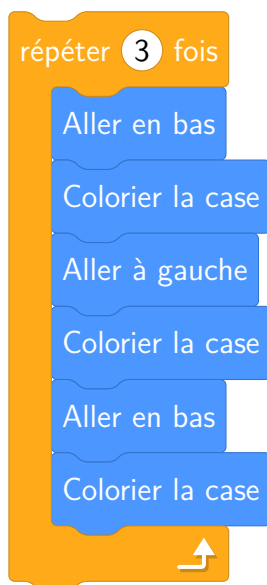 répéter 3 fois
Aller en bas
Colorier la case
Aller à gauche
Colorier la case
Aller en bas
Colorier la case